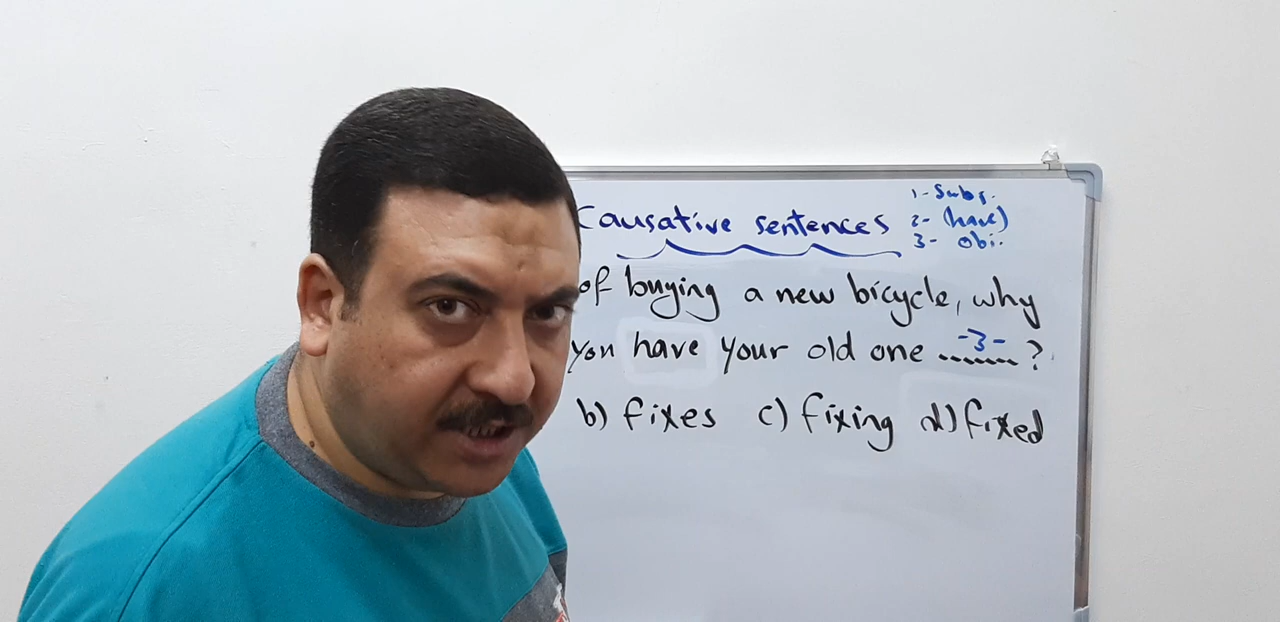 Causative sentences
1- Subj.
2- (have)
3- obj.
of buying a new bicycle, why
you have your old one -3- ........ ?
b) fixes c) fixing d) fixed